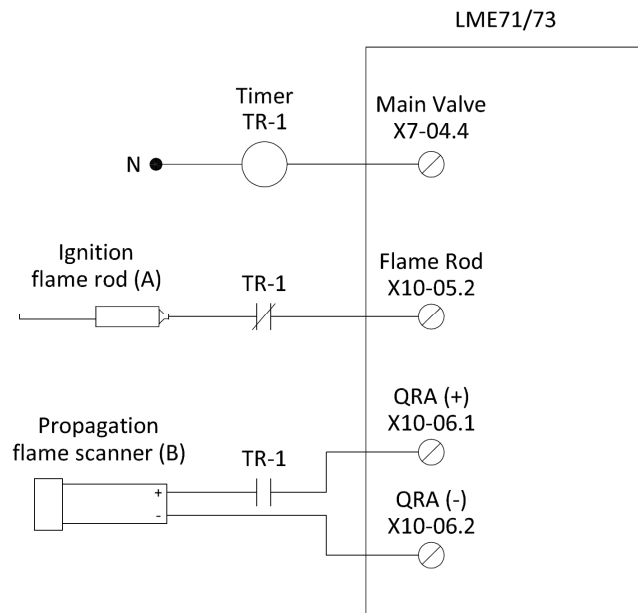 LME71/73
Timer
TR-1
Main Valve
X7-04.4
N
Ignition
flame rod (A)
TR-1
Flame Rod
X10-05.2
Propagation
flame scanner (B)
TR-1
QRA (+)
X10-06.1
+
-
QRA (-)
X10-06.2